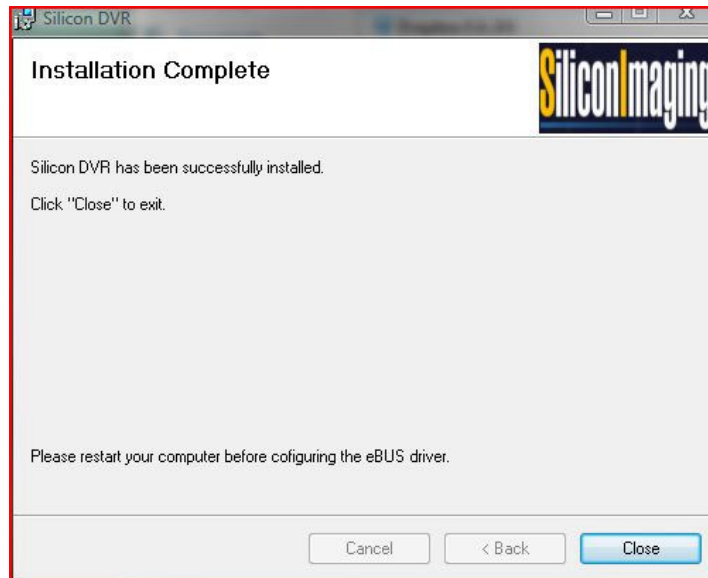 Silicon DVR
Installation Complete
SiliconImaging
Silicon DVR has been successfully installed.
Click "Close" to exit.
Please restart your computer before cofiguring the eBUS driver.
Cancel
< Back
Close